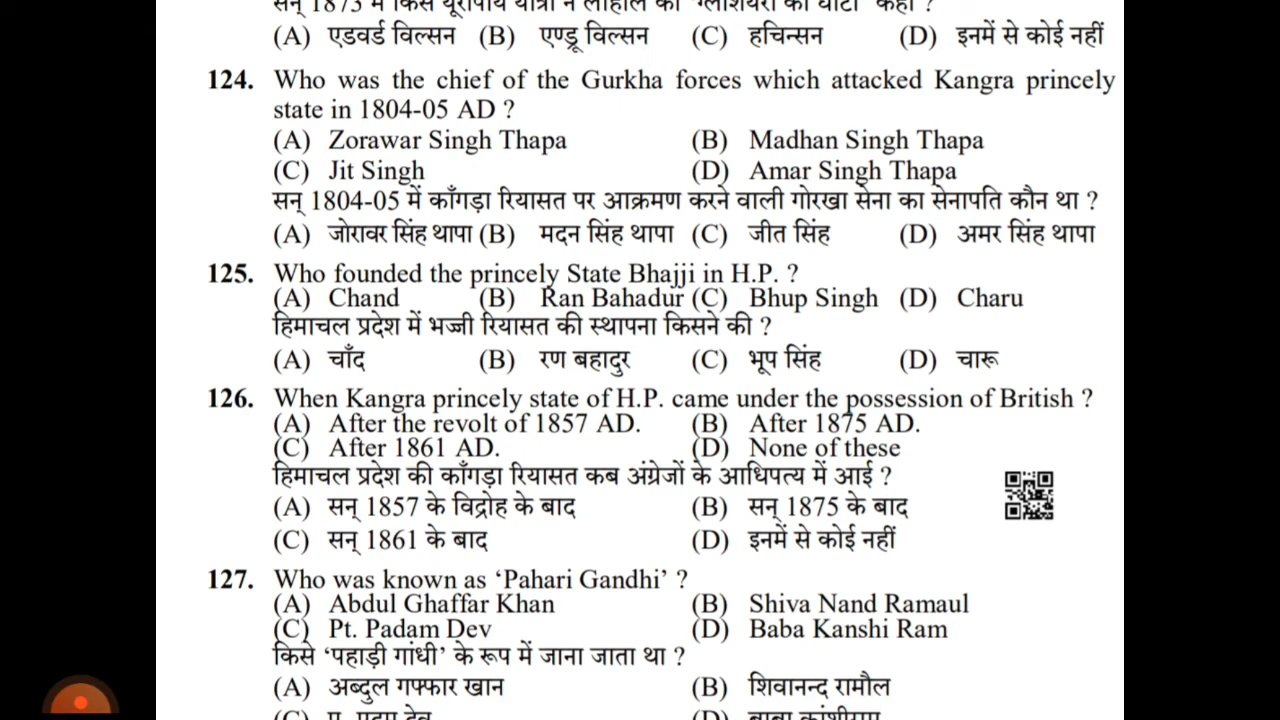 सन् 1873 में किस यूरोपीय यात्री ने लाहौल को ‘ग्लेशियरों की घाटी’ कहा ?
(A) एडवर्ड विल्सन (B) एण्ड्रू विल्सन (C) हचिन्सन (D) इनमें से कोई नहीं
124. Who was the chief of the Gurkha forces which attacked Kangra princely
state in 1804-05 AD ?
(A) Zorawar Singh Thapa (B) Madhan Singh Thapa
(C) Jit Singh (D) Amar Singh Thapa
सन् 1804-05 में काँगड़ा रियासत पर आक्रमण करने वाली गोरखा सेना का सेनापति कौन था ?
(A) जोरावर सिंह थापा (B) मदन सिंह थापा (C) जीत सिंह (D) अमर सिंह थापा
125. Who founded the princely State Bhajji in H.P. ?
(A) Chand (B) Ran Bahadur (C) Bhup Singh (D) Charu
हिमाचल प्रदेश में भज्जी रियासत की स्थापना किसने की ?
(A) चाँद (B) रण बहादुर (C) भूप सिंह (D) चारू
126. When Kangra princely state of H.P. came under the possession of British ?
(A) After the revolt of 1857 AD. (B) After 1875 AD.
(C) After 1861 AD. (D) None of these
हिमाचल प्रदेश की काँगड़ा रियासत कब अंग्रेजों के आधिपत्य में आई ?
(A) सन् 1857 के विद्रोह के बाद (B) सन् 1875 के बाद
(C) सन् 1861 के बाद (D) इनमें से कोई नहीं
127. Who was known as ‘Pahari Gandhi’ ?
(A) Abdul Ghaffar Khan (B) Shiva Nand Ramaul
(C) Pt. Padam Dev (D) Baba Kanshi Ram
किसे ‘पहाड़ी गांधी’ के रूप में जाना जाता था ?
(A) अब्दुल गफ्फार खान (B) शिवानन्द रामौल
(C) पं. पदम देव (D) बाबा कांशीराम